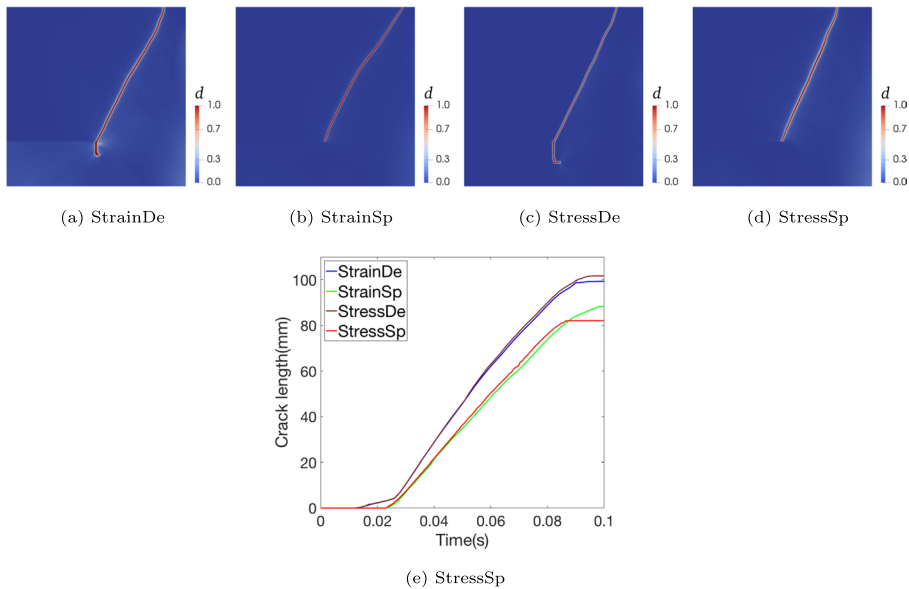 d
1.0
0.7
0.3
0.0
d
1.0
0.7
0.3
0.0
d
1.0
0.7
0.3
0.0
d
1.0
0.7
0.3
0.0
(a) StrainDe
(b) StrainSp
(c) StressDe
(d) StressSp
StrainDe
StrainSp
StressDe
StressSp
Crack length(mm)
100
80
60
40
20
0
0
0.02
0.04
0.06
0.08
0.1
Time(s)
(e) StressSp